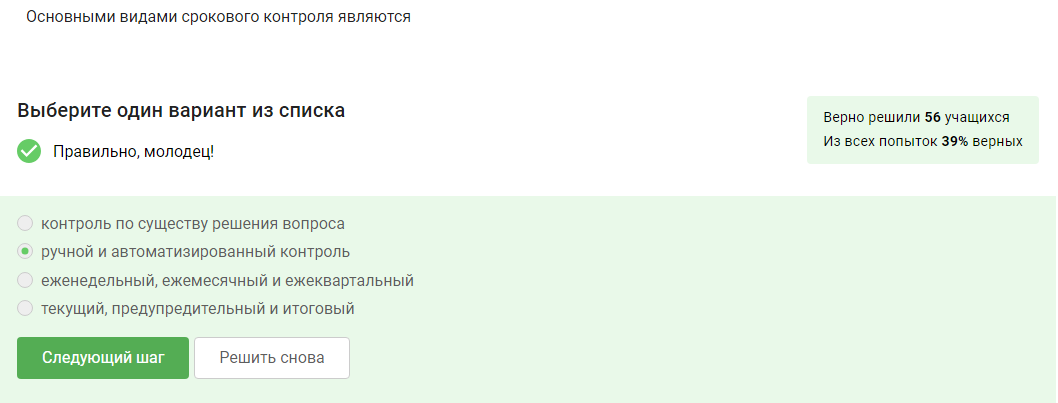 Основными видами срокового контроля являются
Выберите один вариант из списка
Правильно, молодец!
Верно решили 56 учащихся
Из всех попыток 39% верных
контроль по существу решения вопроса
ручной и автоматизированный контроль
еженедельный, ежемесячный и ежеквартальный
текущий, предупредительный и итоговый
Следующий шаг
Решить снова